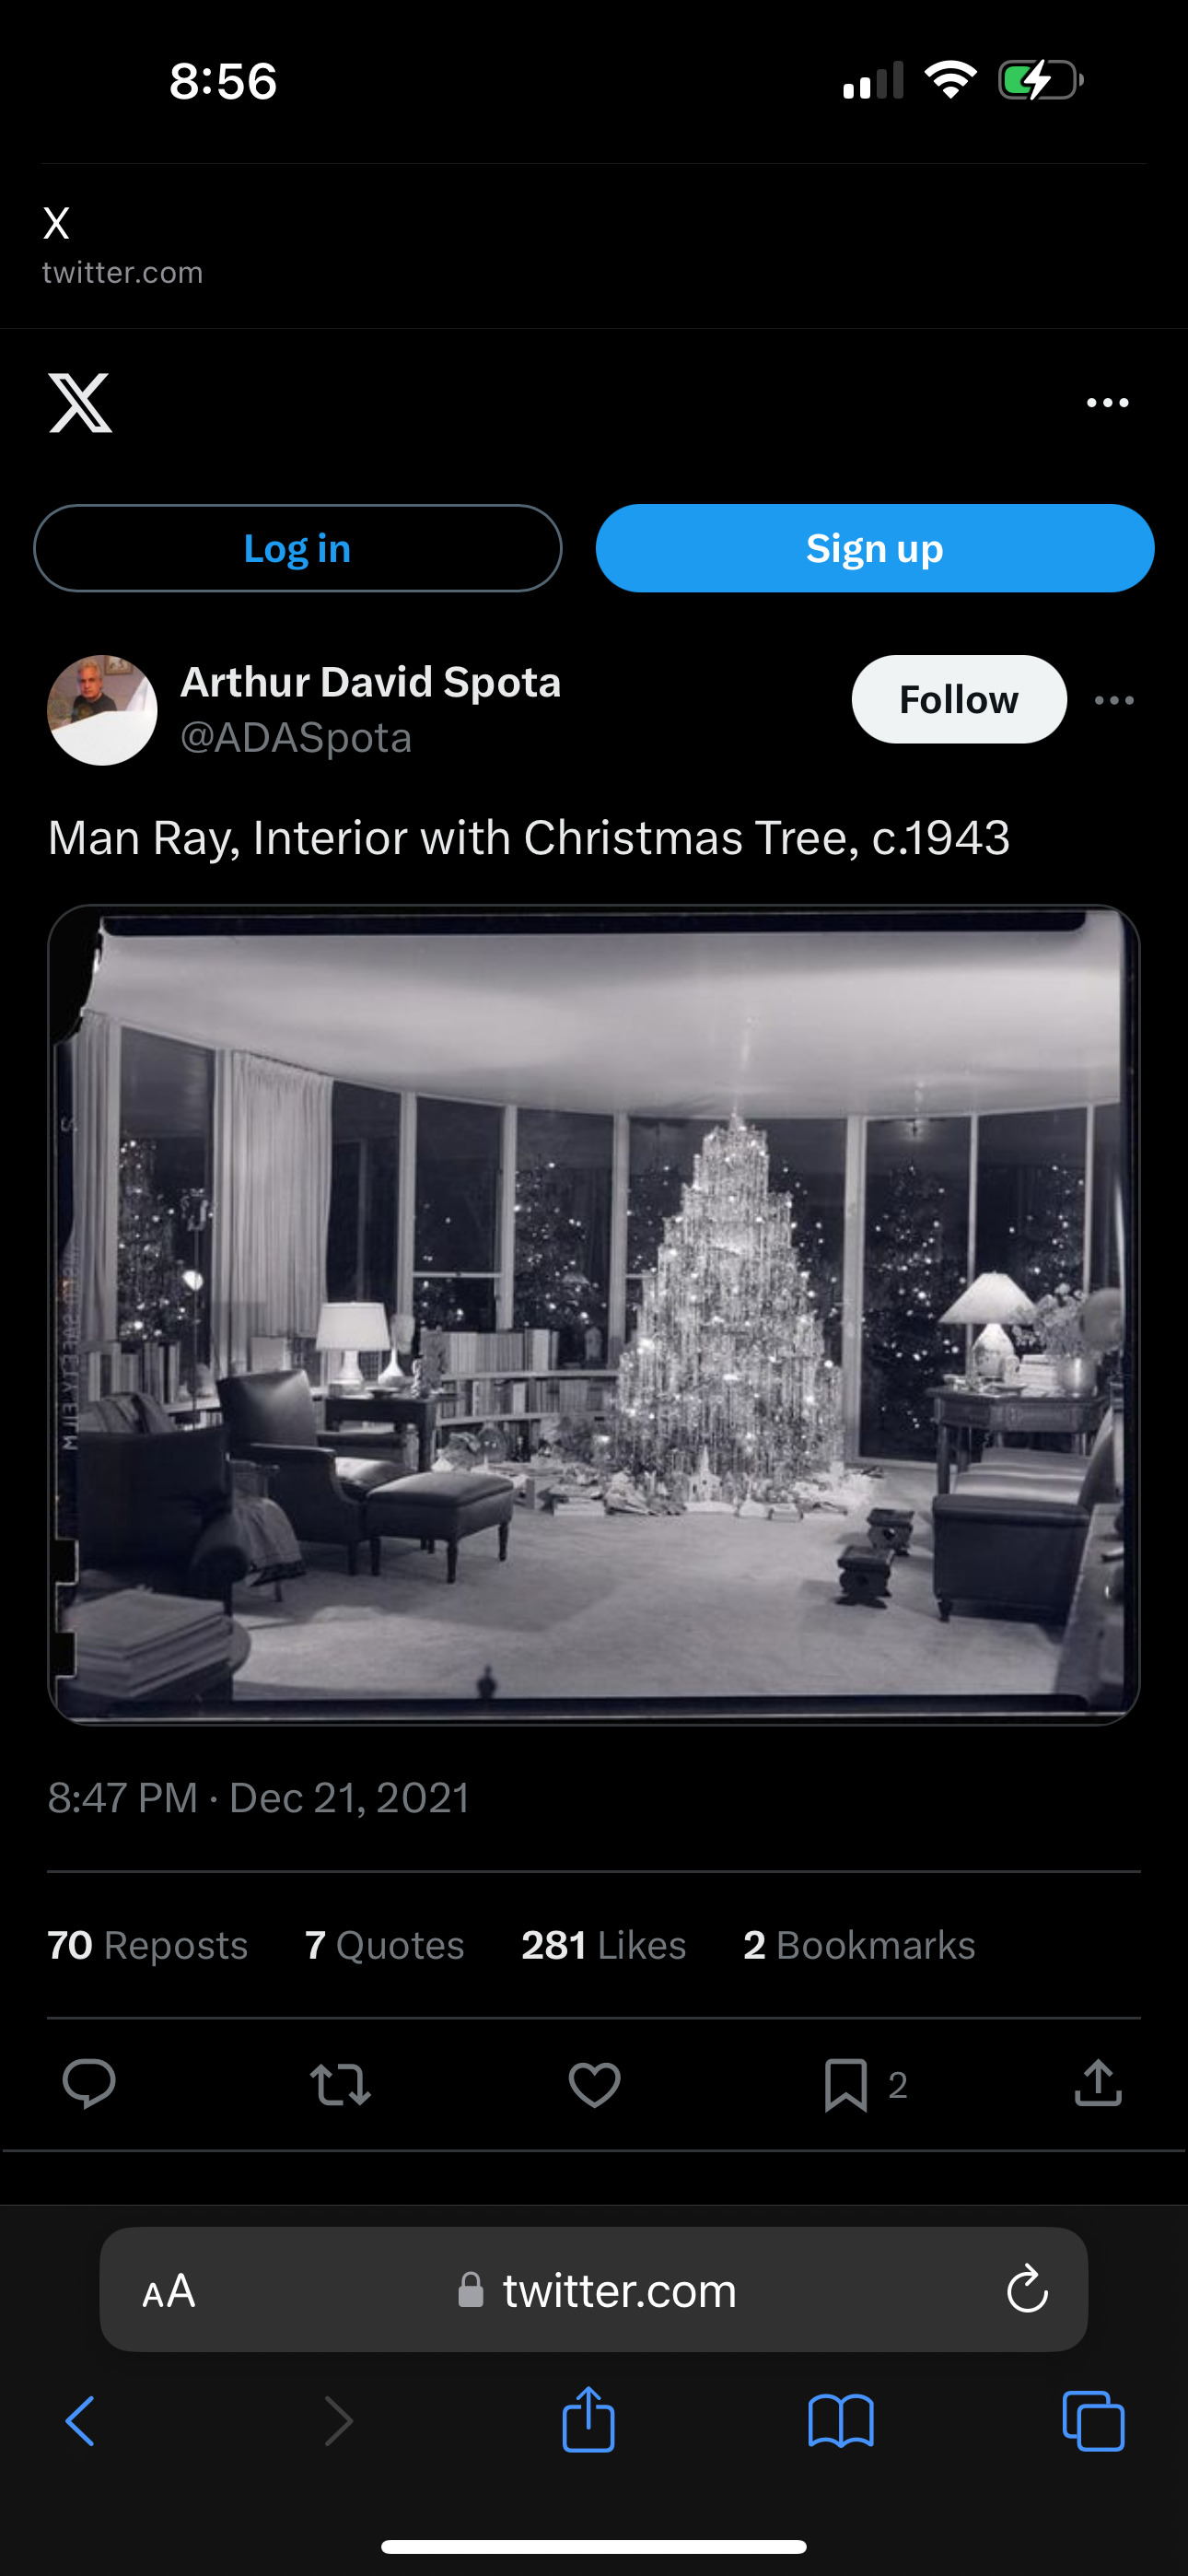 8:56
X
twitter.com
Log in
Sign up
Arthur David Spota
Follow
@ADASpota
Man Ray, Interior with Christmas Tree, c.1943
8:47 PM · Dec 21, 2021
70 Reposts 7 Quotes 281 Likes 2 Bookmarks
2
AA twitter.com